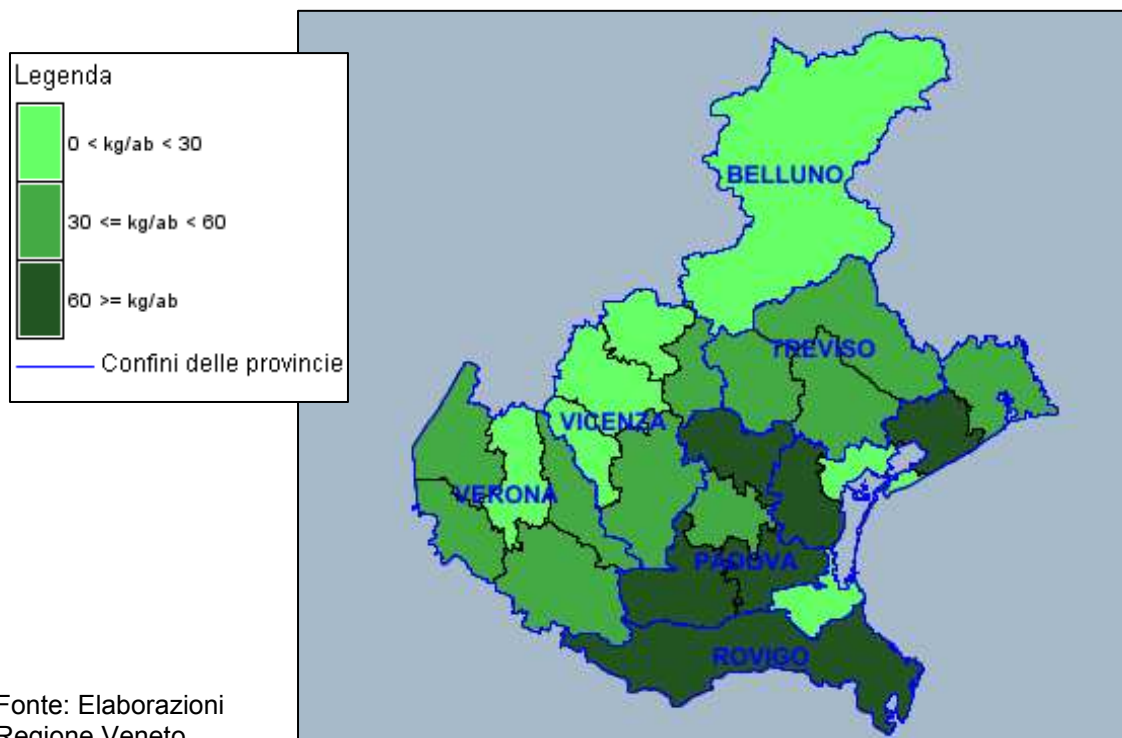 Legenda
0 < kg/ab < 30
30 <= kg/ab < 60
60 >= kg/ab
Confini delle provincie
BELLUNO
TREVISO
VICENZA
VERONA
PADOVA
ROVIGO
Fonte: Elaborazioni
Regione Veneto